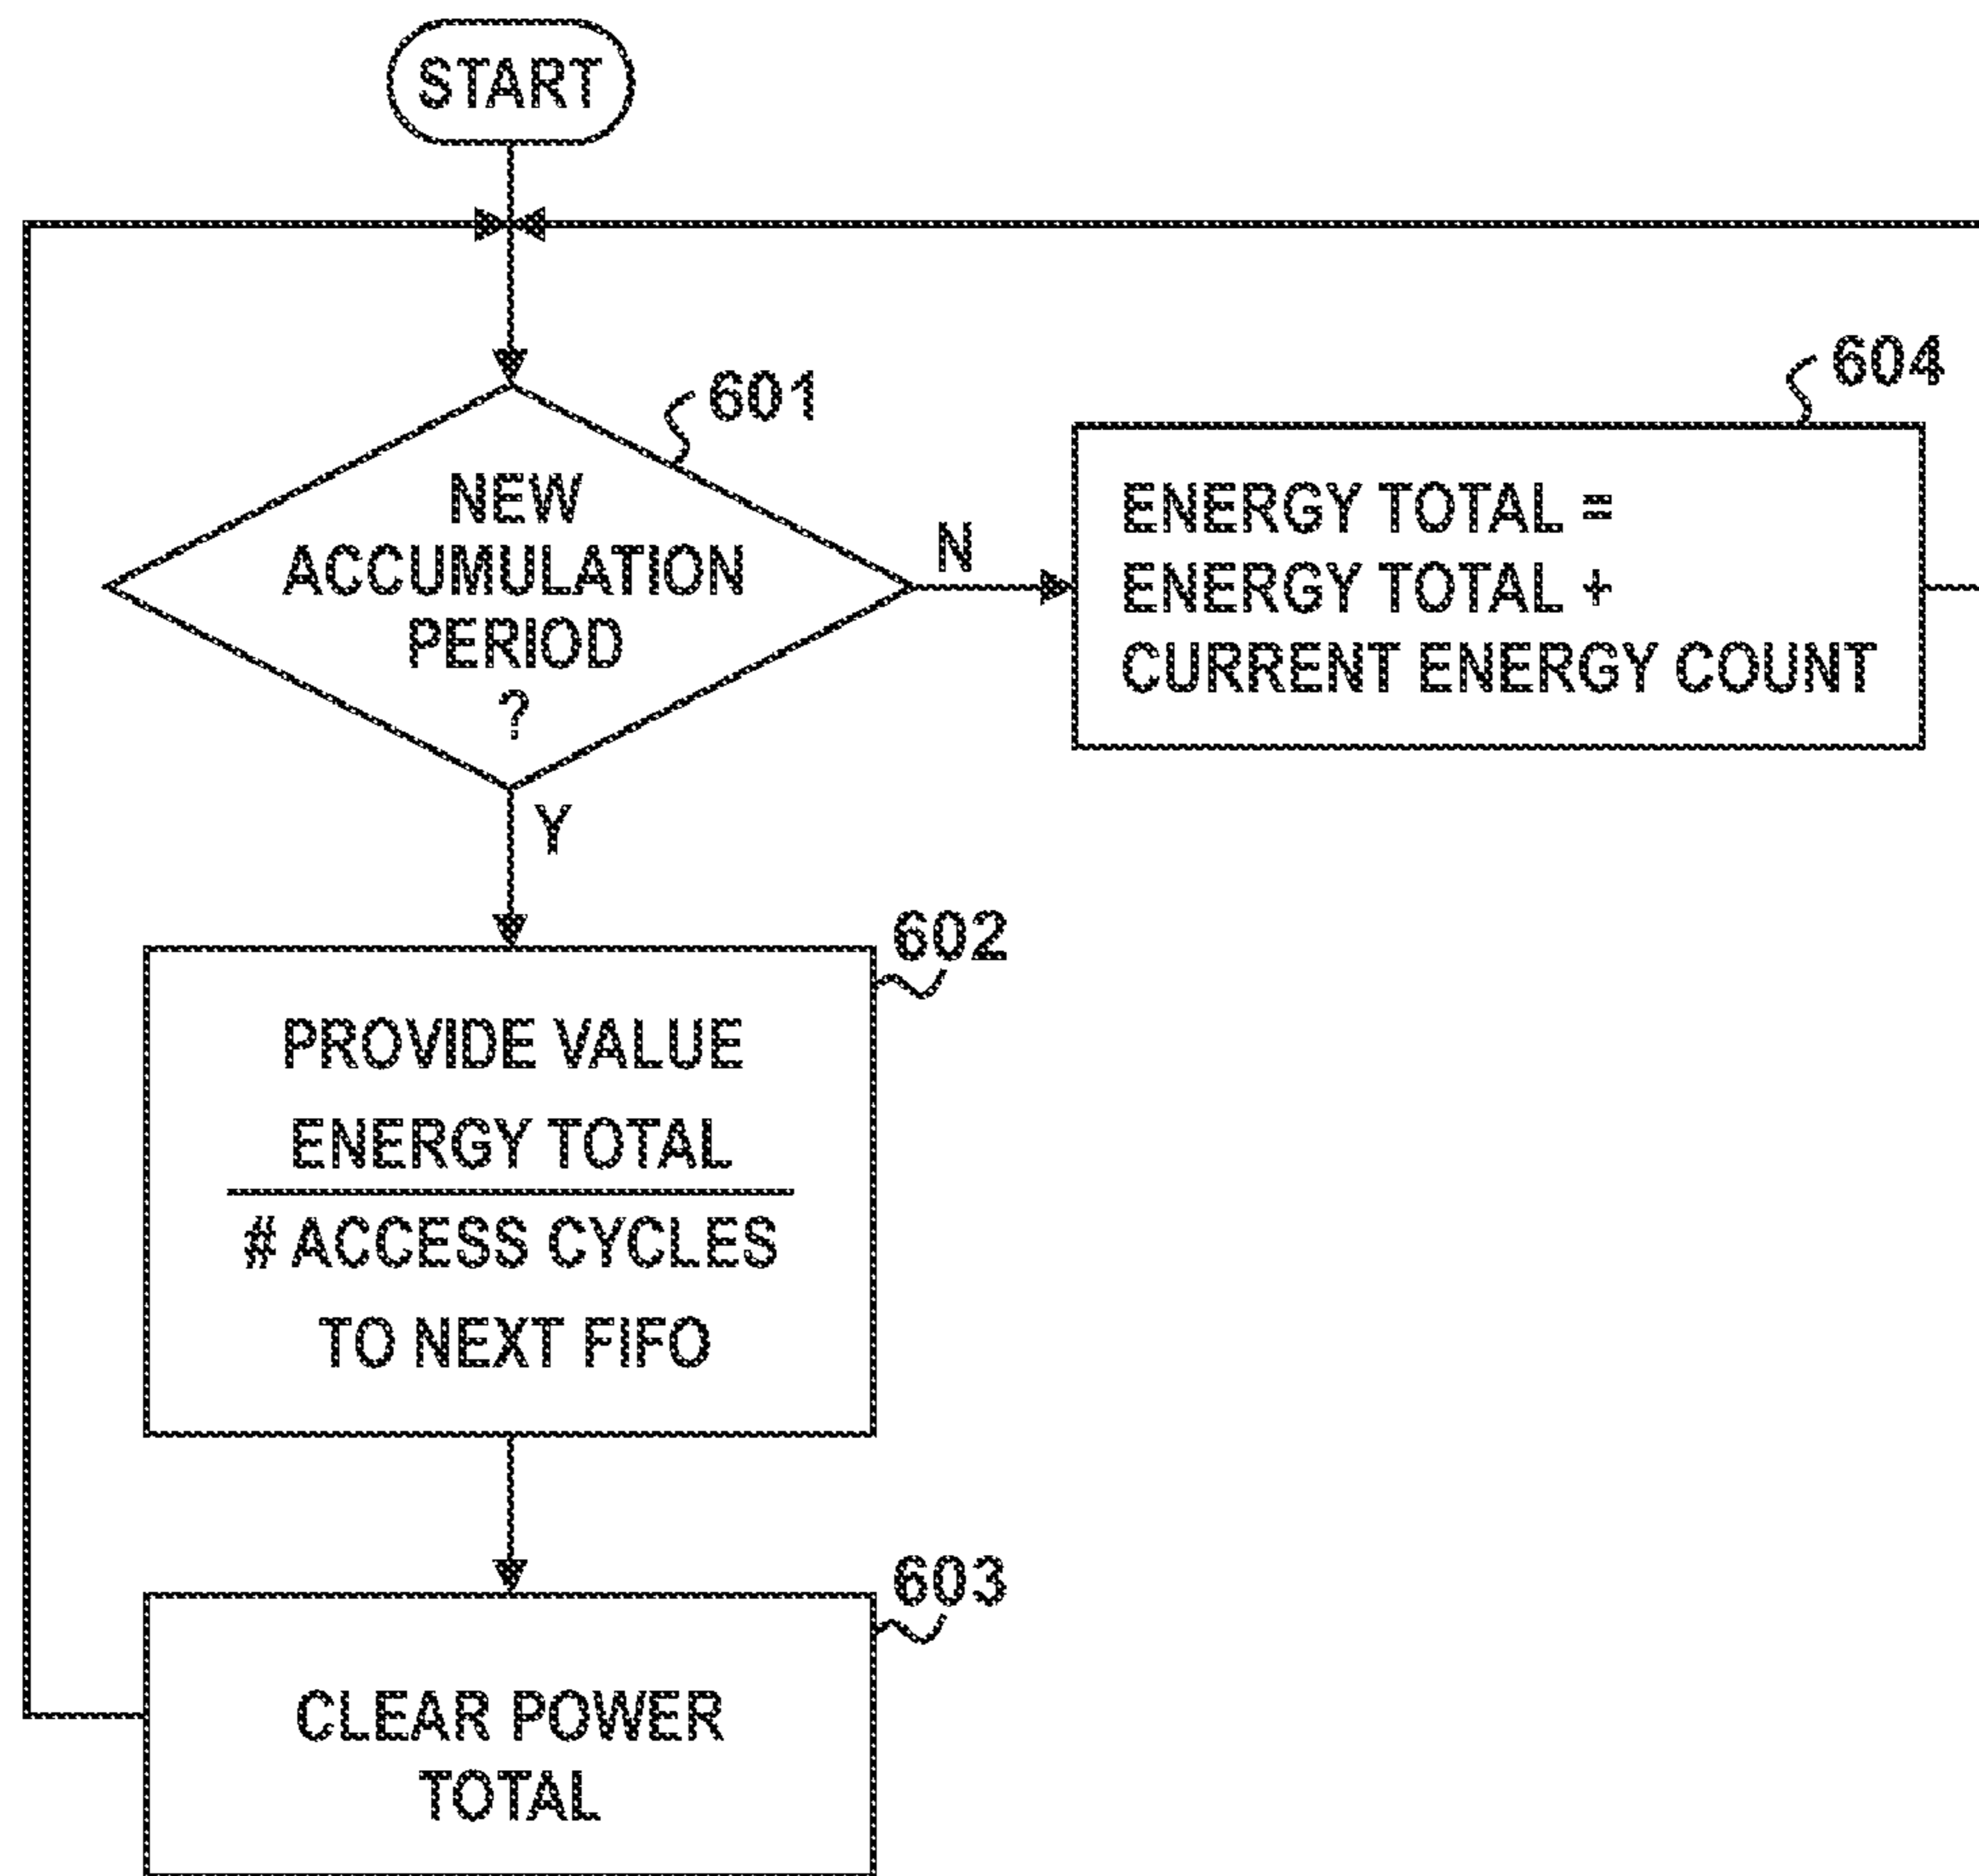 START
601
NEW
ACCUMULATION
PERIOD
?
N
604
ENERGY TOTAL =
ENERGY TOTAL +
CURRENT ENERGY COUNT
Y
602
PROVIDE VALUE
ENERGY TOTAL
# ACCESS CYCLES
TO NEXT FIFO
603
CLEAR POWER
TOTAL